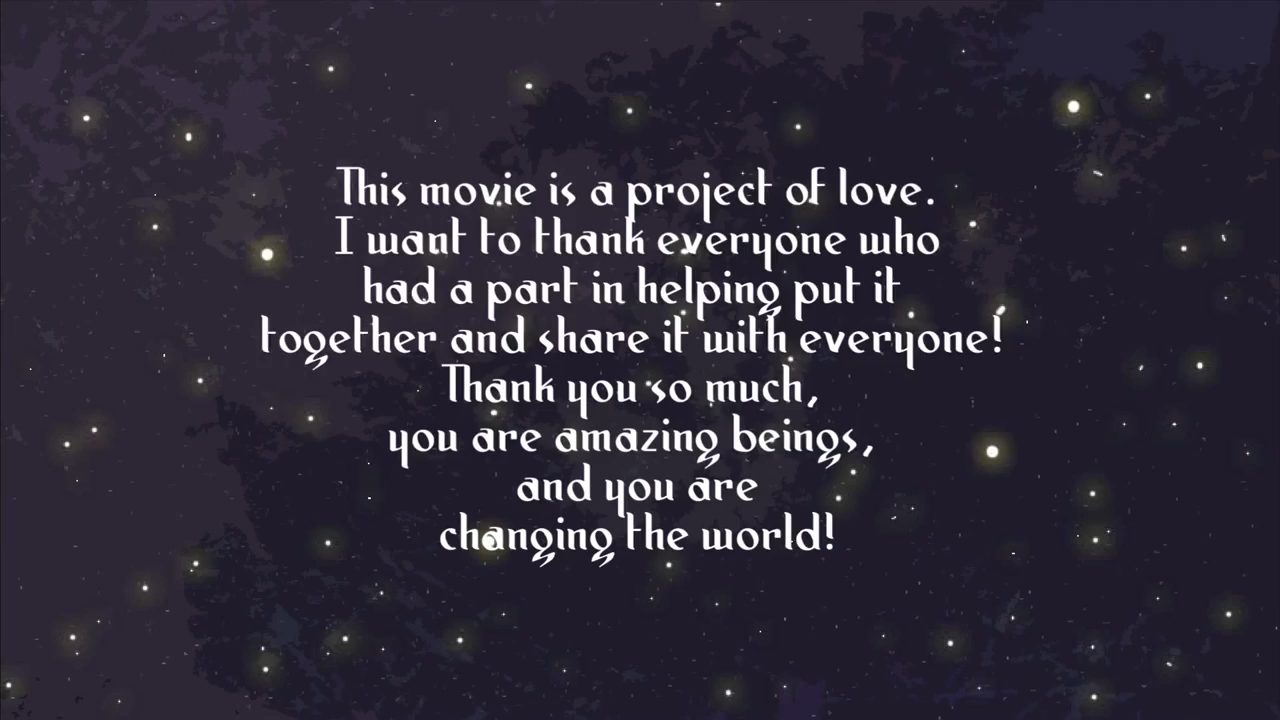 This movie is a project of love.
I want to thank everyone who
had a part in helping put it
together and share it with everyone!
Thank you so much,
you are amazing beings,
and you are
changing the world!